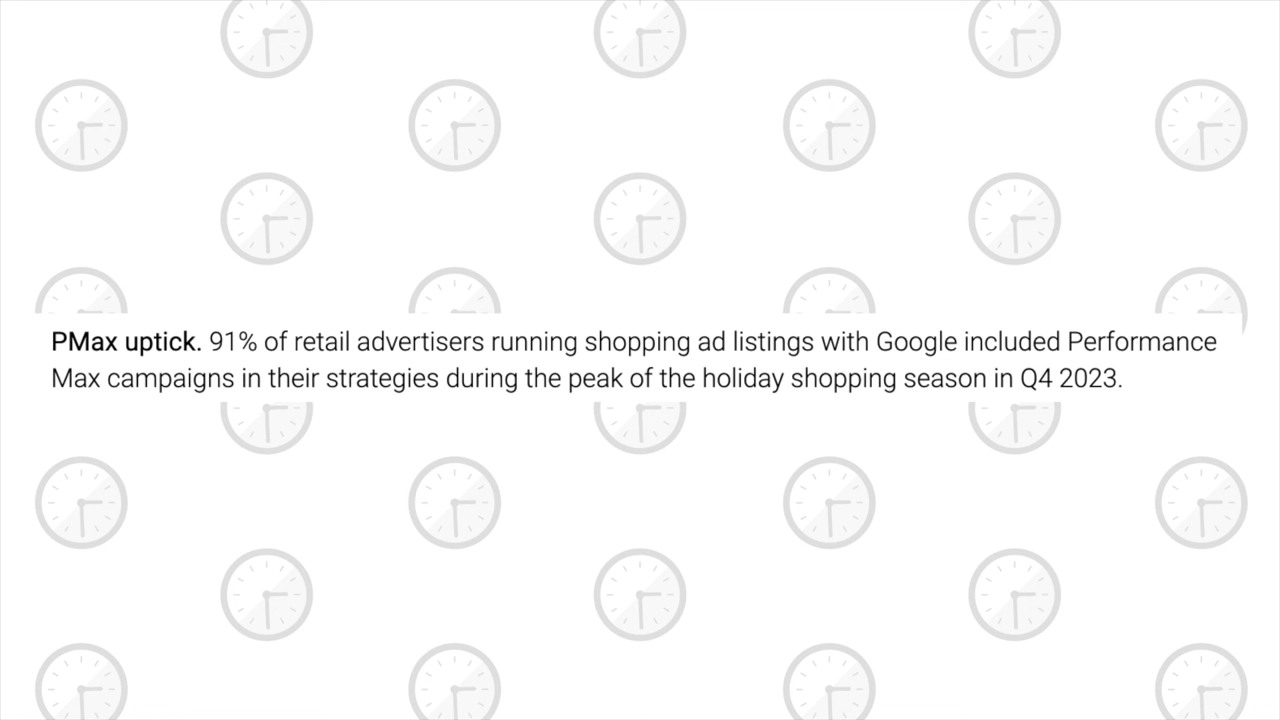 PMax uptick. 91% of retail advertisers running shopping ad listings with Google included Performance
Max campaigns in their strategies during the peak of the holiday shopping season in Q4 2023.